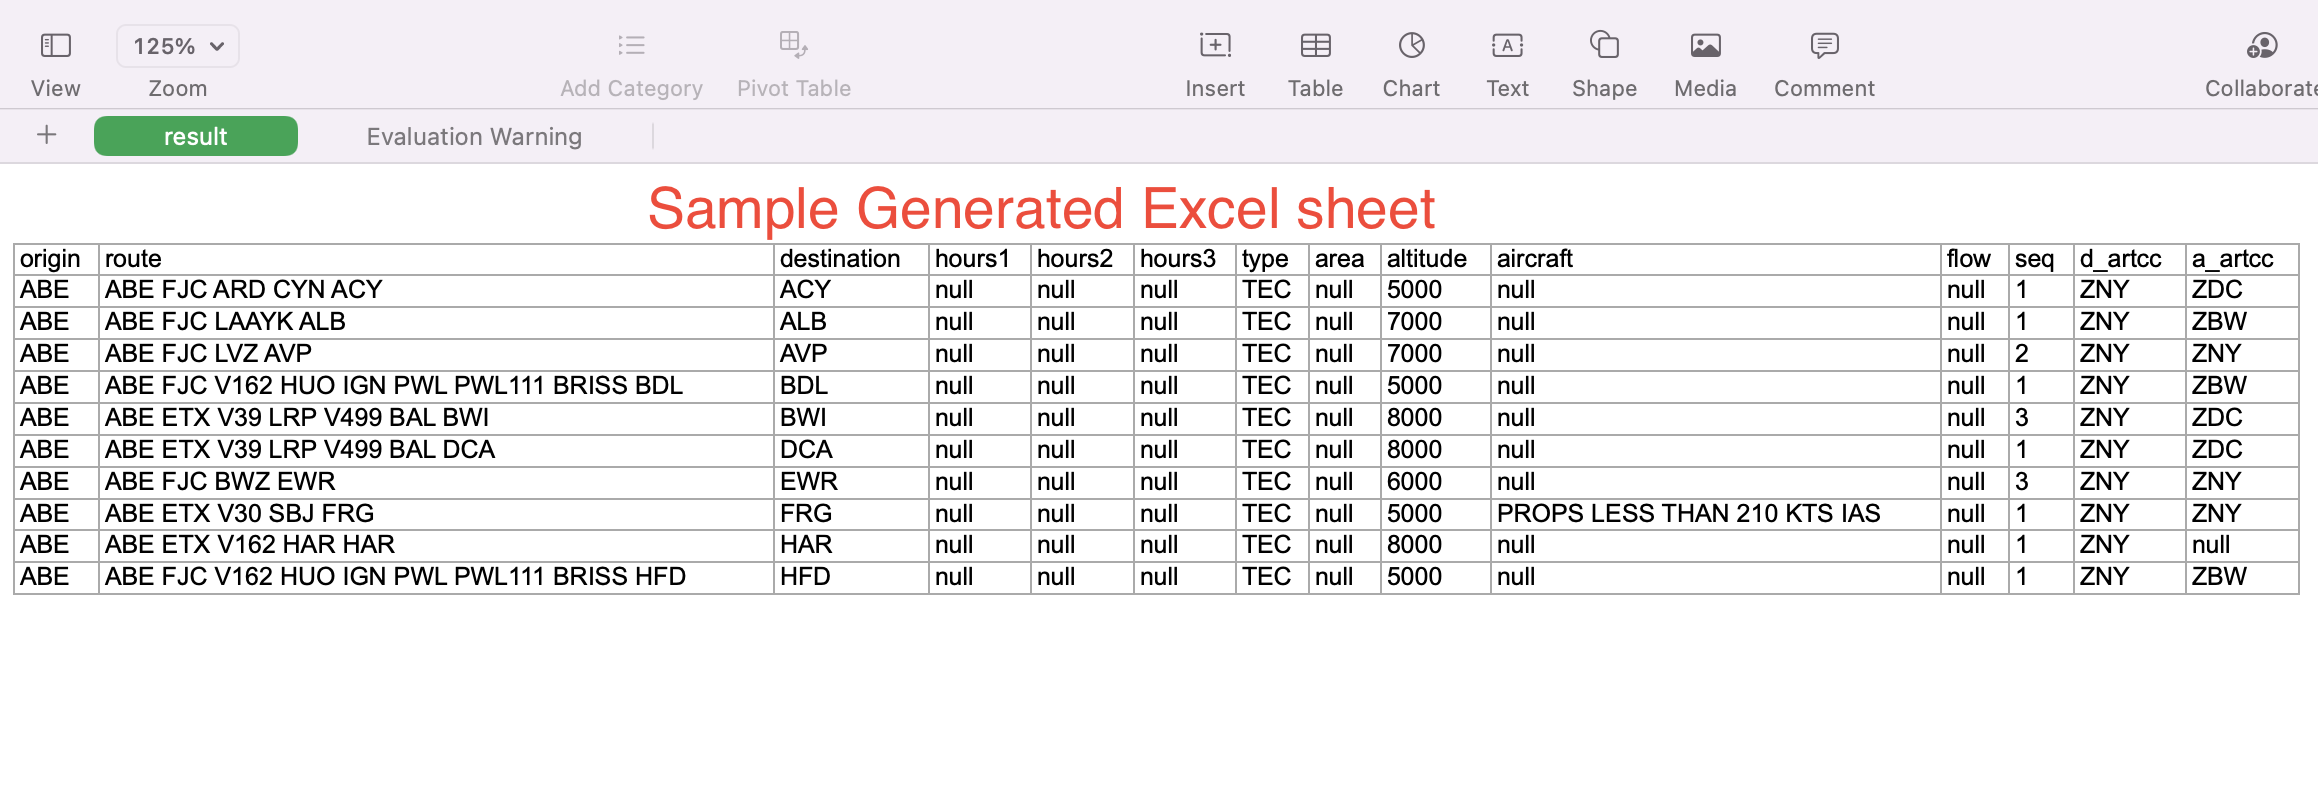 125%
View Zoom Add Category Pivot Table Insert Table Chart Text Shape Media Comment Collaborate
result Evaluation Warning
Sample Generated Excel sheet
origin route destination hours1 hours2 hours3 type area altitude aircraft flow seq d_artcc a_artcc
ABE ABE FJC ARD CYN ACY ACY null null null TEC null 5000 null null 1 ZNY ZDC
ABE ABE FJC LAAYK ALB ALB null null null TEC null 7000 null null 1 ZNY ZBW
ABE ABE FJC LVZ AVP AVP null null null TEC null 7000 null null 2 ZNY ZNY
ABE ABE FJC V162 HUO IGN PWL PWL111 BRISS BDL BDL null null null TEC null 5000 null null 1 ZNY ZBW
ABE ABE ETX V39 LRP V499 BAL BWI BWI null null null TEC null 8000 null null 3 ZNY ZDC
ABE ABE ETX V39 LRP V499 BAL DCA DCA null null null TEC null 8000 null null 1 ZNY ZDC
ABE ABE FJC BWZ EWR EWR null null null TEC null 6000 null null 3 ZNY ZNY
ABE ABE ETX V30 SBJ FRG FRG null null null TEC null 5000 PROPS LESS THAN 210 KTS IAS null 1 ZNY ZNY
ABE ABE ETX V162 HAR HAR HAR null null null TEC null 8000 null null 1 ZNY null
ABE ABE FJC V162 HUO IGN PWL PWL111 BRISS HFD HFD null null null TEC null 5000 null null 1 ZNY ZBW